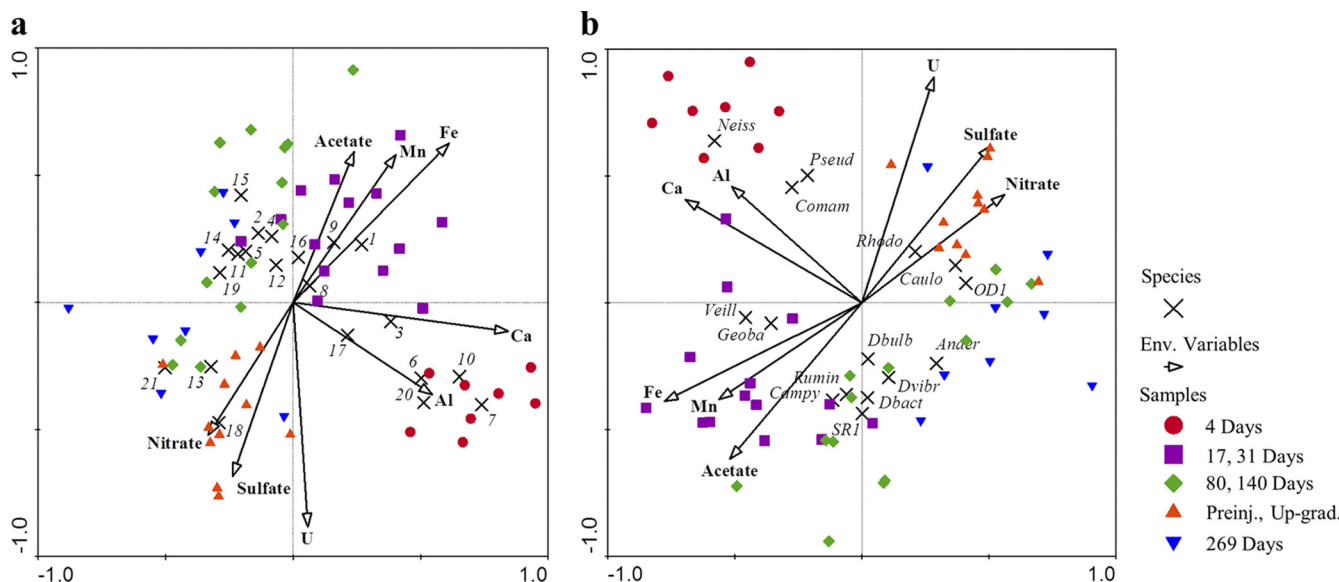 a
b
1.0
-1.0
-1.0
1.0
Acetate
Mn
Fe
Ca
Al
Nitrate
Sulfate
U
15
2
4
14
5
11
19
12
16
9
1
8
3
17
6
10
20
7
21
13
18
1.0
-1.0
-1.0
1.0
U
Sulfate
Nitrate
Neiss
Pseud
Comam
Al
Ca
Rhodo
Caulo
OD1
Veill
Geoba
Dbulb
Ander
Rumin
Dvibr
Campy
Dbact
SR1
Fe
Mn
Acetate
Species
Env. Variables
Samples
4 Days
17, 31 Days
80, 140 Days
Preinj., Up-grad.
269 Days